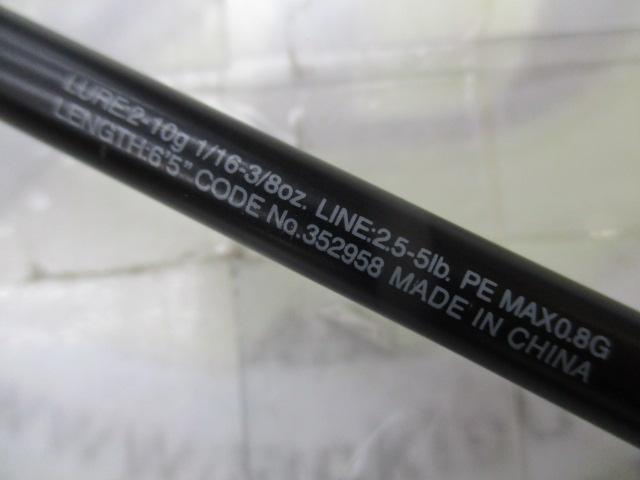 LURE:2-10g 1/16-3/8oz. LINE:2.5-5lb. PE MAX0.8G
LENGTH:6'5" CODE No.352958 MADE IN CHINA